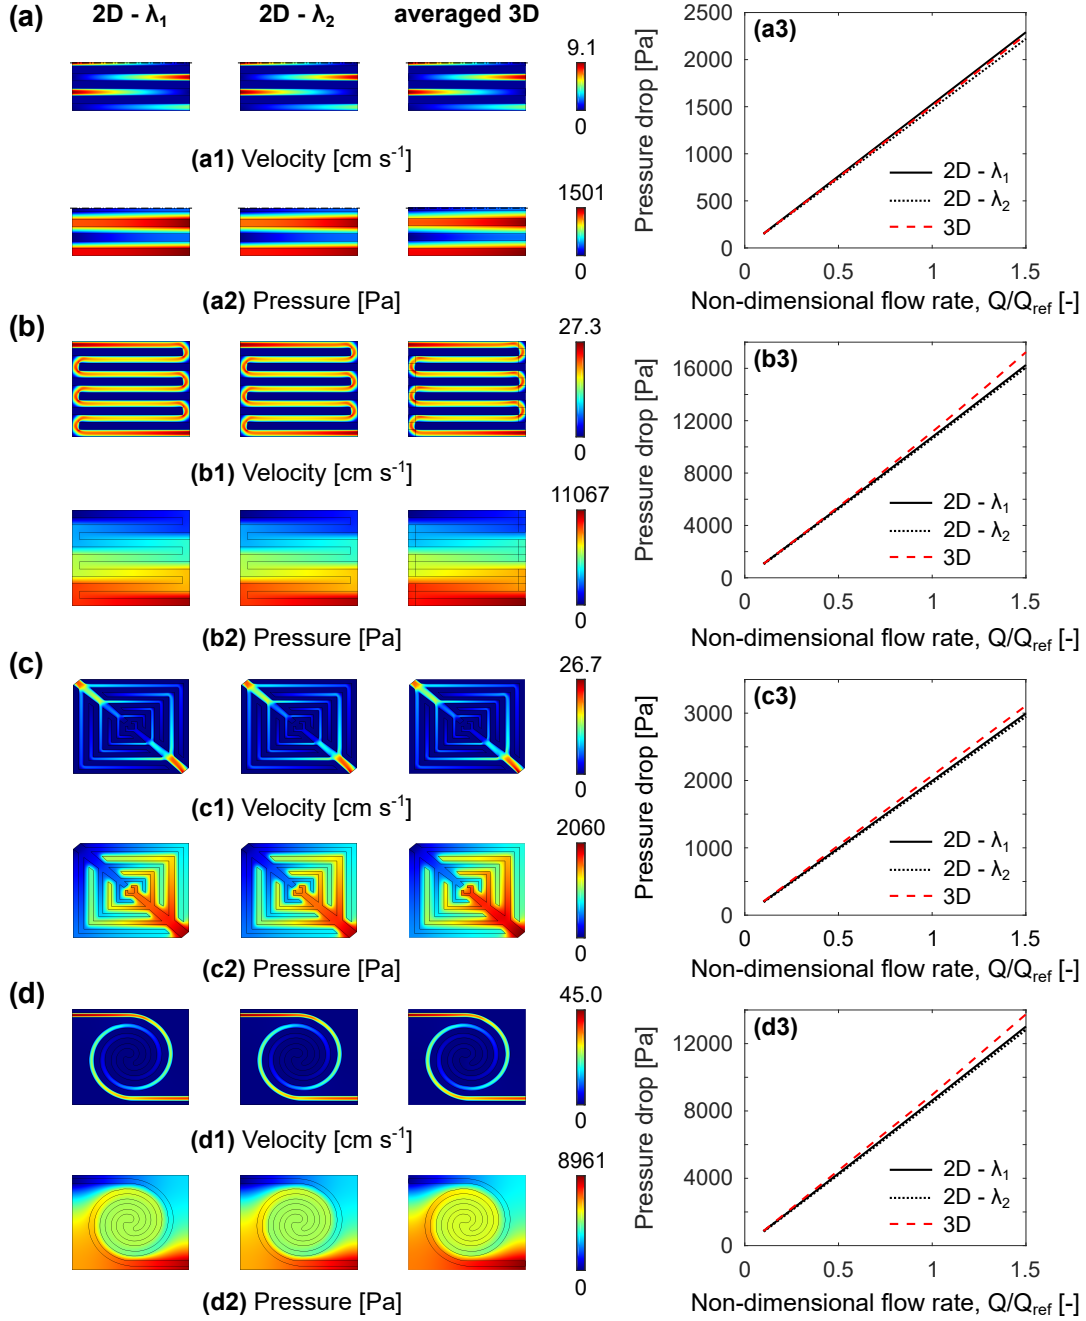 (a) 2D - λ1 2D - λ2 averaged 3D
9.1
0
(a1) Velocity [cm s-1]
1501
0
(a2) Pressure [Pa]
(a3)
Pressure drop [Pa]
2500
2000
1500
1000
500
0
2D - λ1
2D - λ2
3D
0 0.5 1 1.5
Non-dimensional flow rate, Q/Qref [-]
(b)
27.3
0
(b1) Velocity [cm s-1]
11067
0
(b2) Pressure [Pa]
(b3)
Pressure drop [Pa]
16000
12000
8000
4000
0
2D - λ1
2D - λ2
3D
0 1 1.5
Non-dimensional flow rate, Q/Qref [-]
(c)
26.7
0
(c1) Velocity [cm s-1]
2060
0
(c2) Pressure [Pa]
(c3)
Pressure drop [Pa]
3000
2000
1000
0
2D - λ1
2D - λ2
3D
0 0.5 1 1.5
Non-dimensional flow rate, Q/Qref [-]
(d)
45.0
0
(d1) Velocity [cm s-1]
8961
0
(d2) Pressure [Pa]
(d3)
Pressure drop [Pa]
12000
8000
4000
0
2D - λ1
2D - λ2
3D
0 0.5 1 1.5
Non-dimensional flow rate, Q/Qref [-]